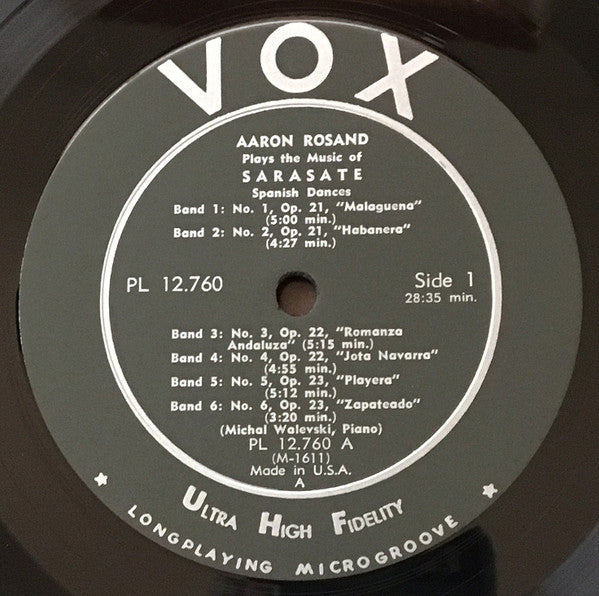 VOX
AARON ROSAND
Plays the Music of
SARASATE
Spanish Dances
Band 1: No. 1, Op. 21, "Malaguena"
(5:00 min.)
Band 2: No. 2, Op. 21, "Habanera"
(4:27 min.)
PL 12.760
Side 1
28:35 min.
Band 3: No. 3, Op. 22, "Romanza
Andaluza" (5:15 min.)
Band 4: No. 4, Op. 22, "Jota Navarra"
(4:55 min.)
Band 5: No. 5, Op. 23, "Playera"
(5:12 min.)
Band 6: No. 6, Op. 23, "Zapateado"
(3:20 min.)
(Michal Walevski, Piano)
PL 12.760 A
(M-1611)
Made in U.S.A.
A
ULTRA HIGH FIDELITY
LONGPLAYING MICROGROOVE